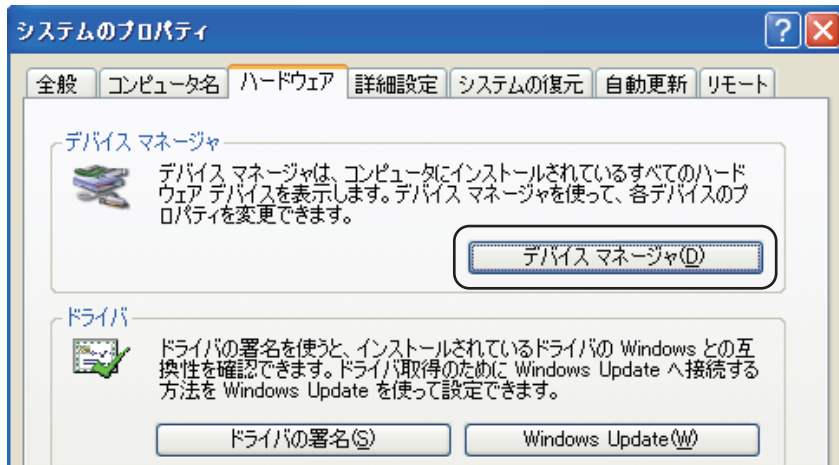 システムのプロパティ
全般 コンピュータ名 ハードウェア 詳細設定 システムの復元 自動更新 リモート
デバイス マネージャ
デバイス マネージャは、コンピュータにインストールされているすべてのハード
ウェア デバイスを表示します。デバイス マネージャを使って、各デバイスのプ
ロパティを変更できます。
デバイス マネージャ(D)
ドライバ
ドライバの署名を使うと、インストールされているドライバの Windows との互
換性を確認できます。ドライバ取得のために Windows Update へ接続する
方法を Windows Update を使って設定できます。
ドライバの署名(S) Windows Update(W)